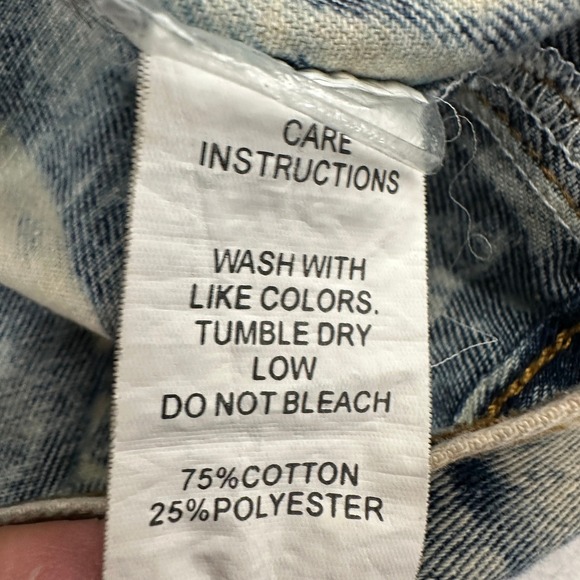 CARE
INSTRUCTIONS
WASH WITH
LIKE COLORS.
TUMBLE DRY
LOW
DO NOT BLEACH
75%COTTON
25%POLYESTER